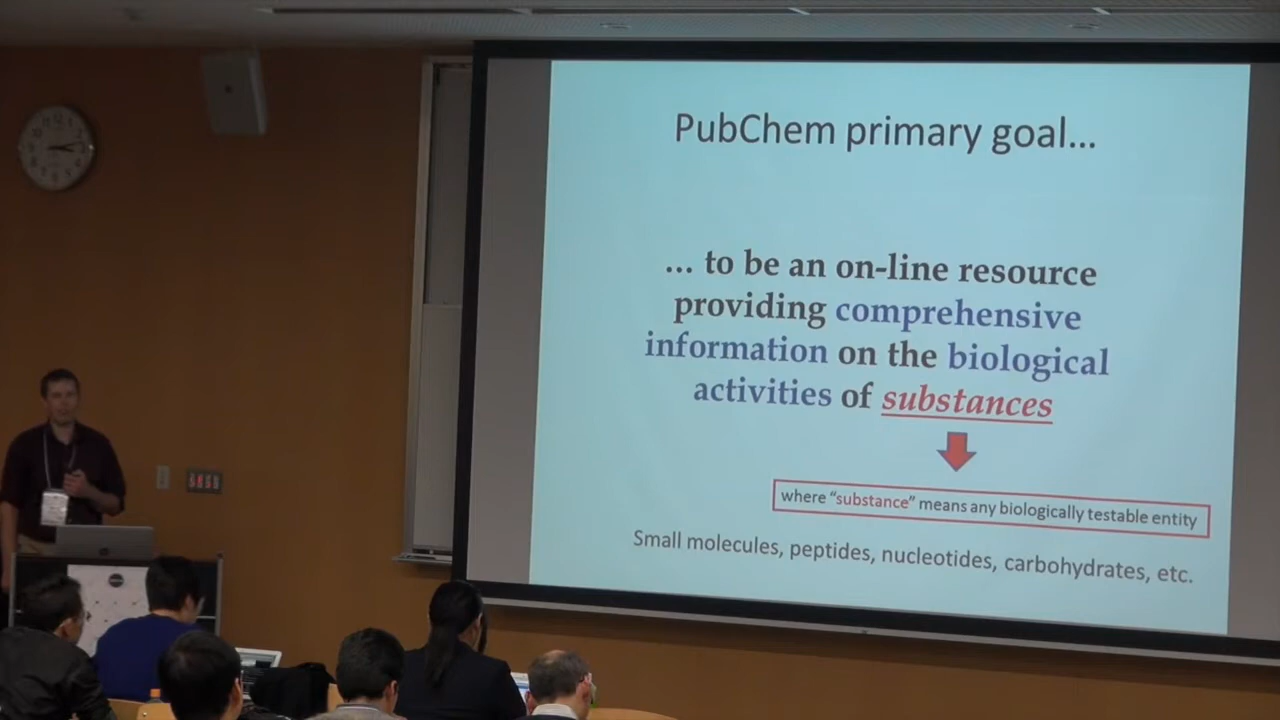 PubChem primary goal...
... to be an on-line resource
providing comprehensive
information on the biological
activities of substances
where “substance” means any biologically testable entity
Small molecules, peptides, nucleotides, carbohydrates, etc.